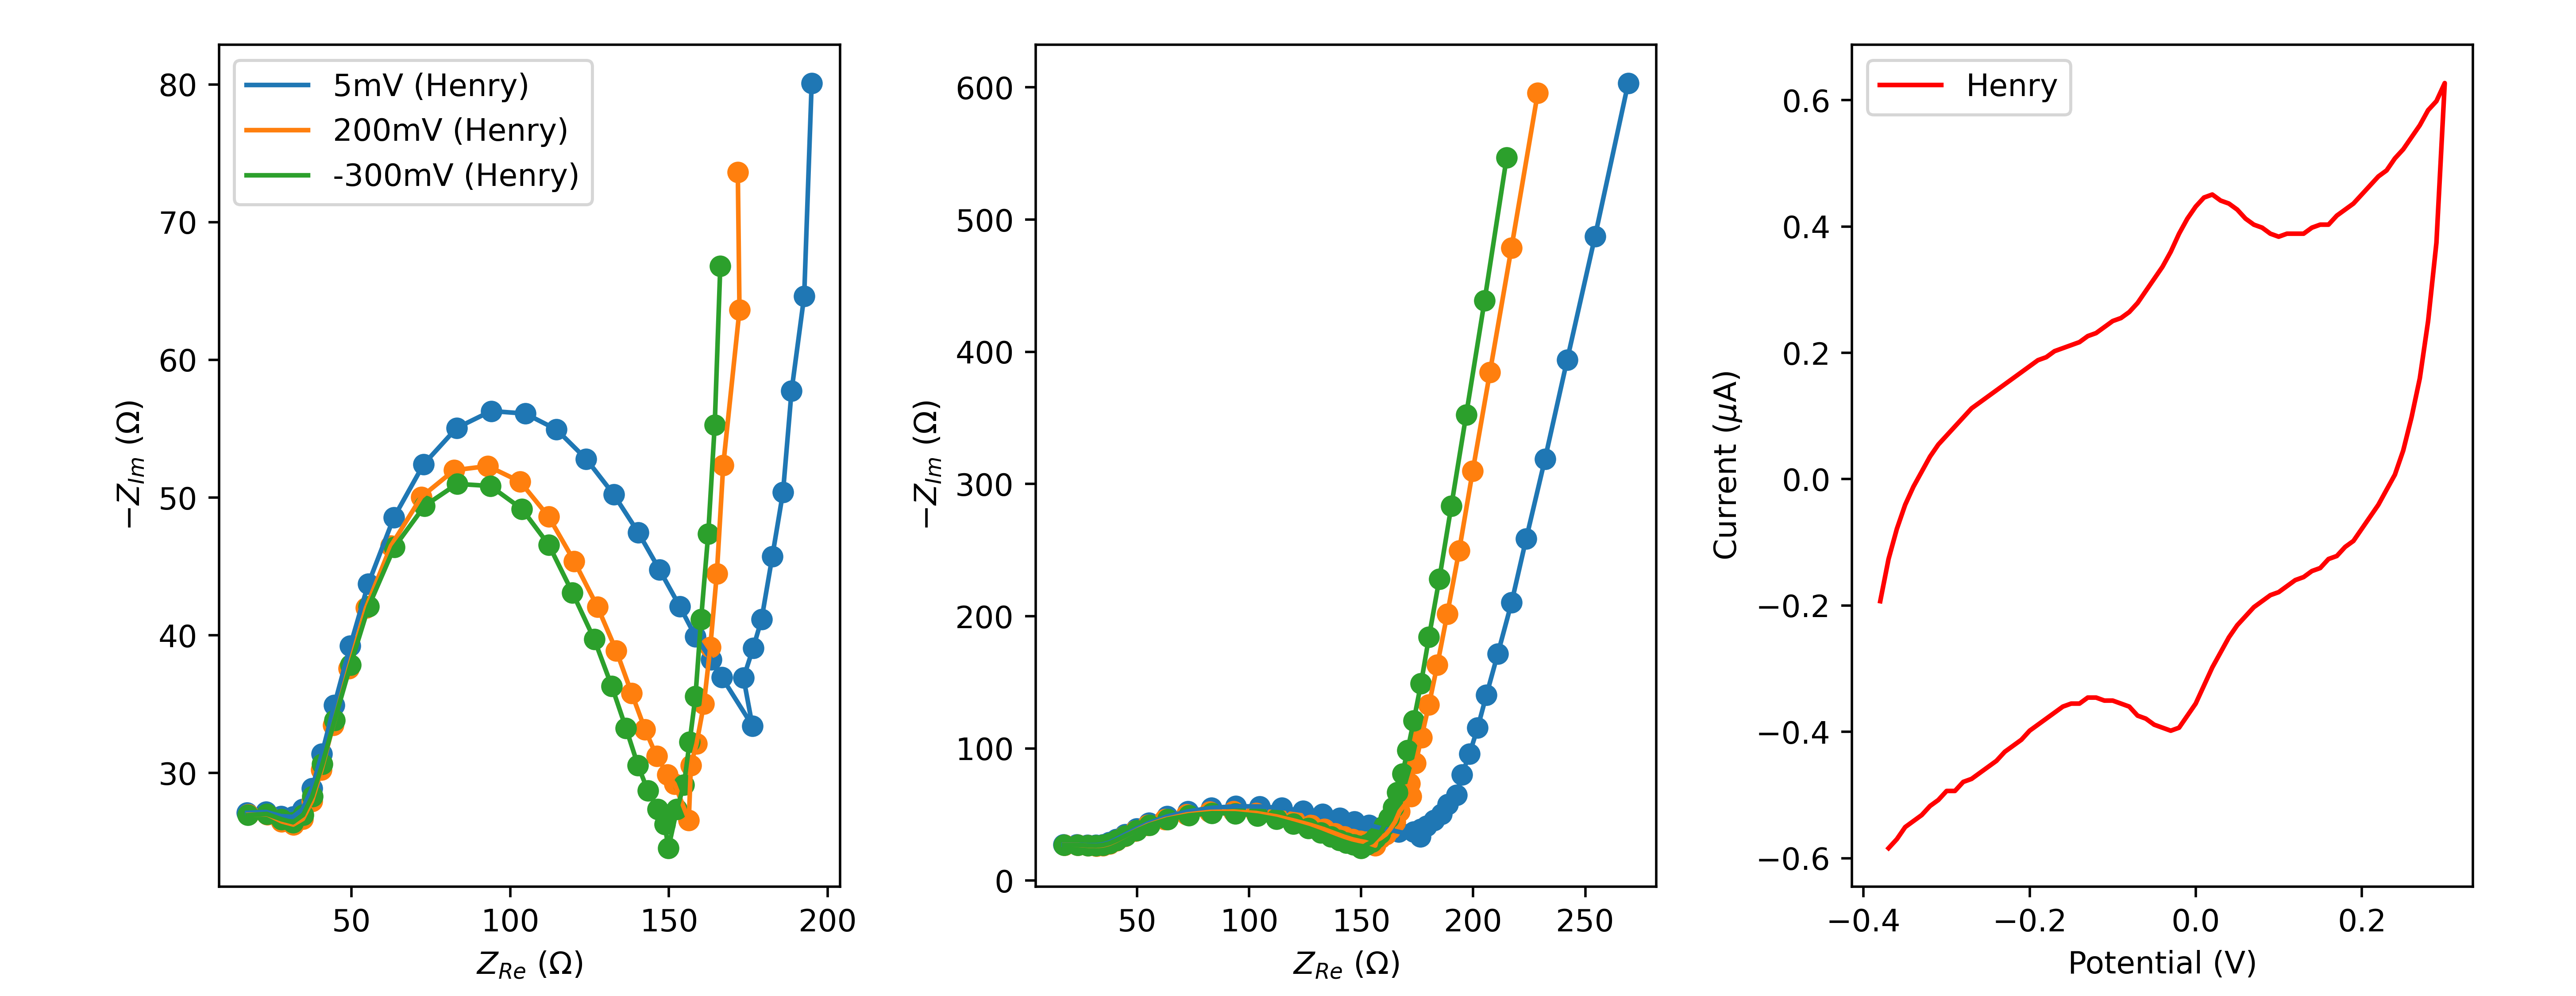 80
70
60
50
40
30
−Z_Im (Ω)
5mV (Henry)
200mV (Henry)
-300mV (Henry)
50 100 150 200
Z_Re (Ω)
600
500
400
300
200
100
0
−Z_Im (Ω)
50 100 150 200 250
Z_Re (Ω)
0.6
0.4
0.2
0.0
−0.2
−0.4
−0.6
Current (μA)
Henry
−0.4 −0.2 0.0 0.2
Potential (V)